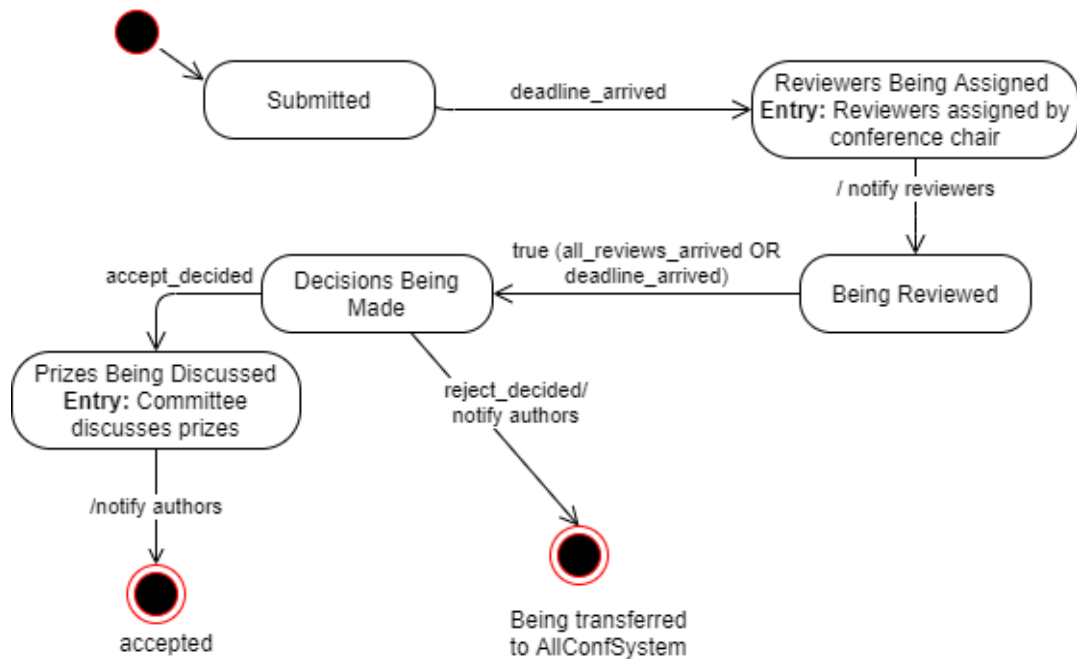 Submitted
deadline_arrived
Reviewers Being Assigned
Entry: Reviewers assigned by
conference chair
/ notify reviewers
Being Reviewed
true (all_reviews_arrived OR
deadline_arrived)
Decisions Being
Made
accept_decided
Prizes Being Discussed
Entry: Committee
discusses prizes
reject_decided/
notify authors
/notify authors
accepted
Being transferred
to AllConfSystem